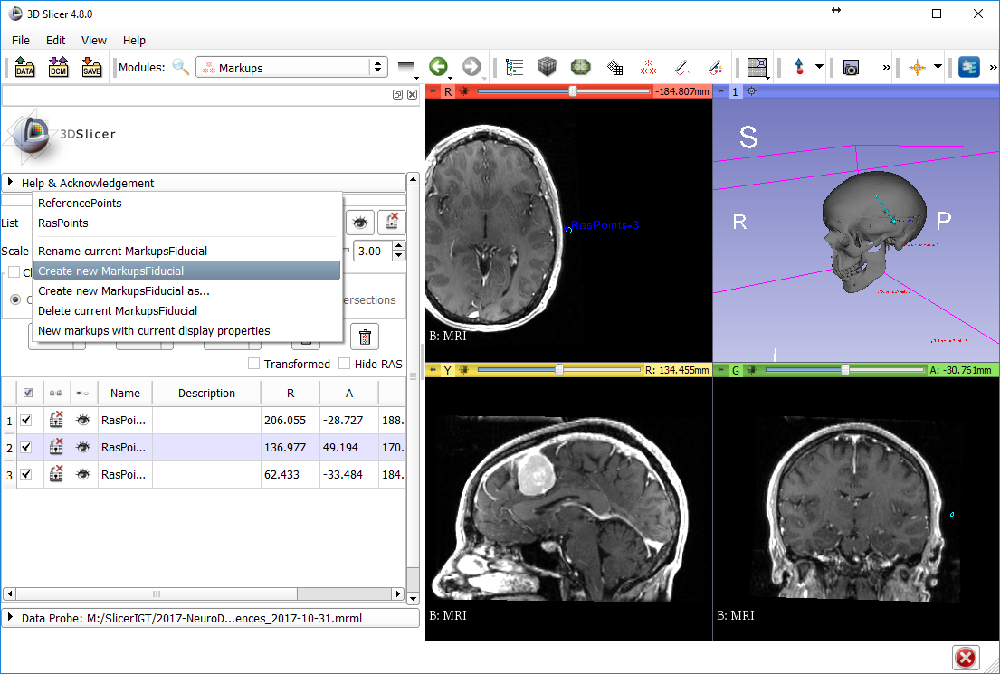 3D Slicer 4.8.0
File Edit View Help
DATA DCM SAVE Modules: Markups
R -184.807mm 1
3DSlicer
Help & Acknowledgement
ReferencePoints
List RasPoints
Scale Rename current MarkupsFiducial 3.00
Create new MarkupsFiducial
Create new MarkupsFiducial as... ersections
Delete current MarkupsFiducial
New markups with current display properties
Transformed Hide RAS
Name Description R A
1 RasPoi... 206.055 -28.727 188.
2 RasPoi... 136.977 49.194 170.
3 RasPoi... 62.433 -33.484 184.
Data Probe: M:/SlicerIGT/2017-NeuroD...ences_2017-10-31.mrml
RasPoints-3
B: MRI
S
R
P
Y R: 134.455mm
B: MRI
G A: -30.761mm
B: MRI